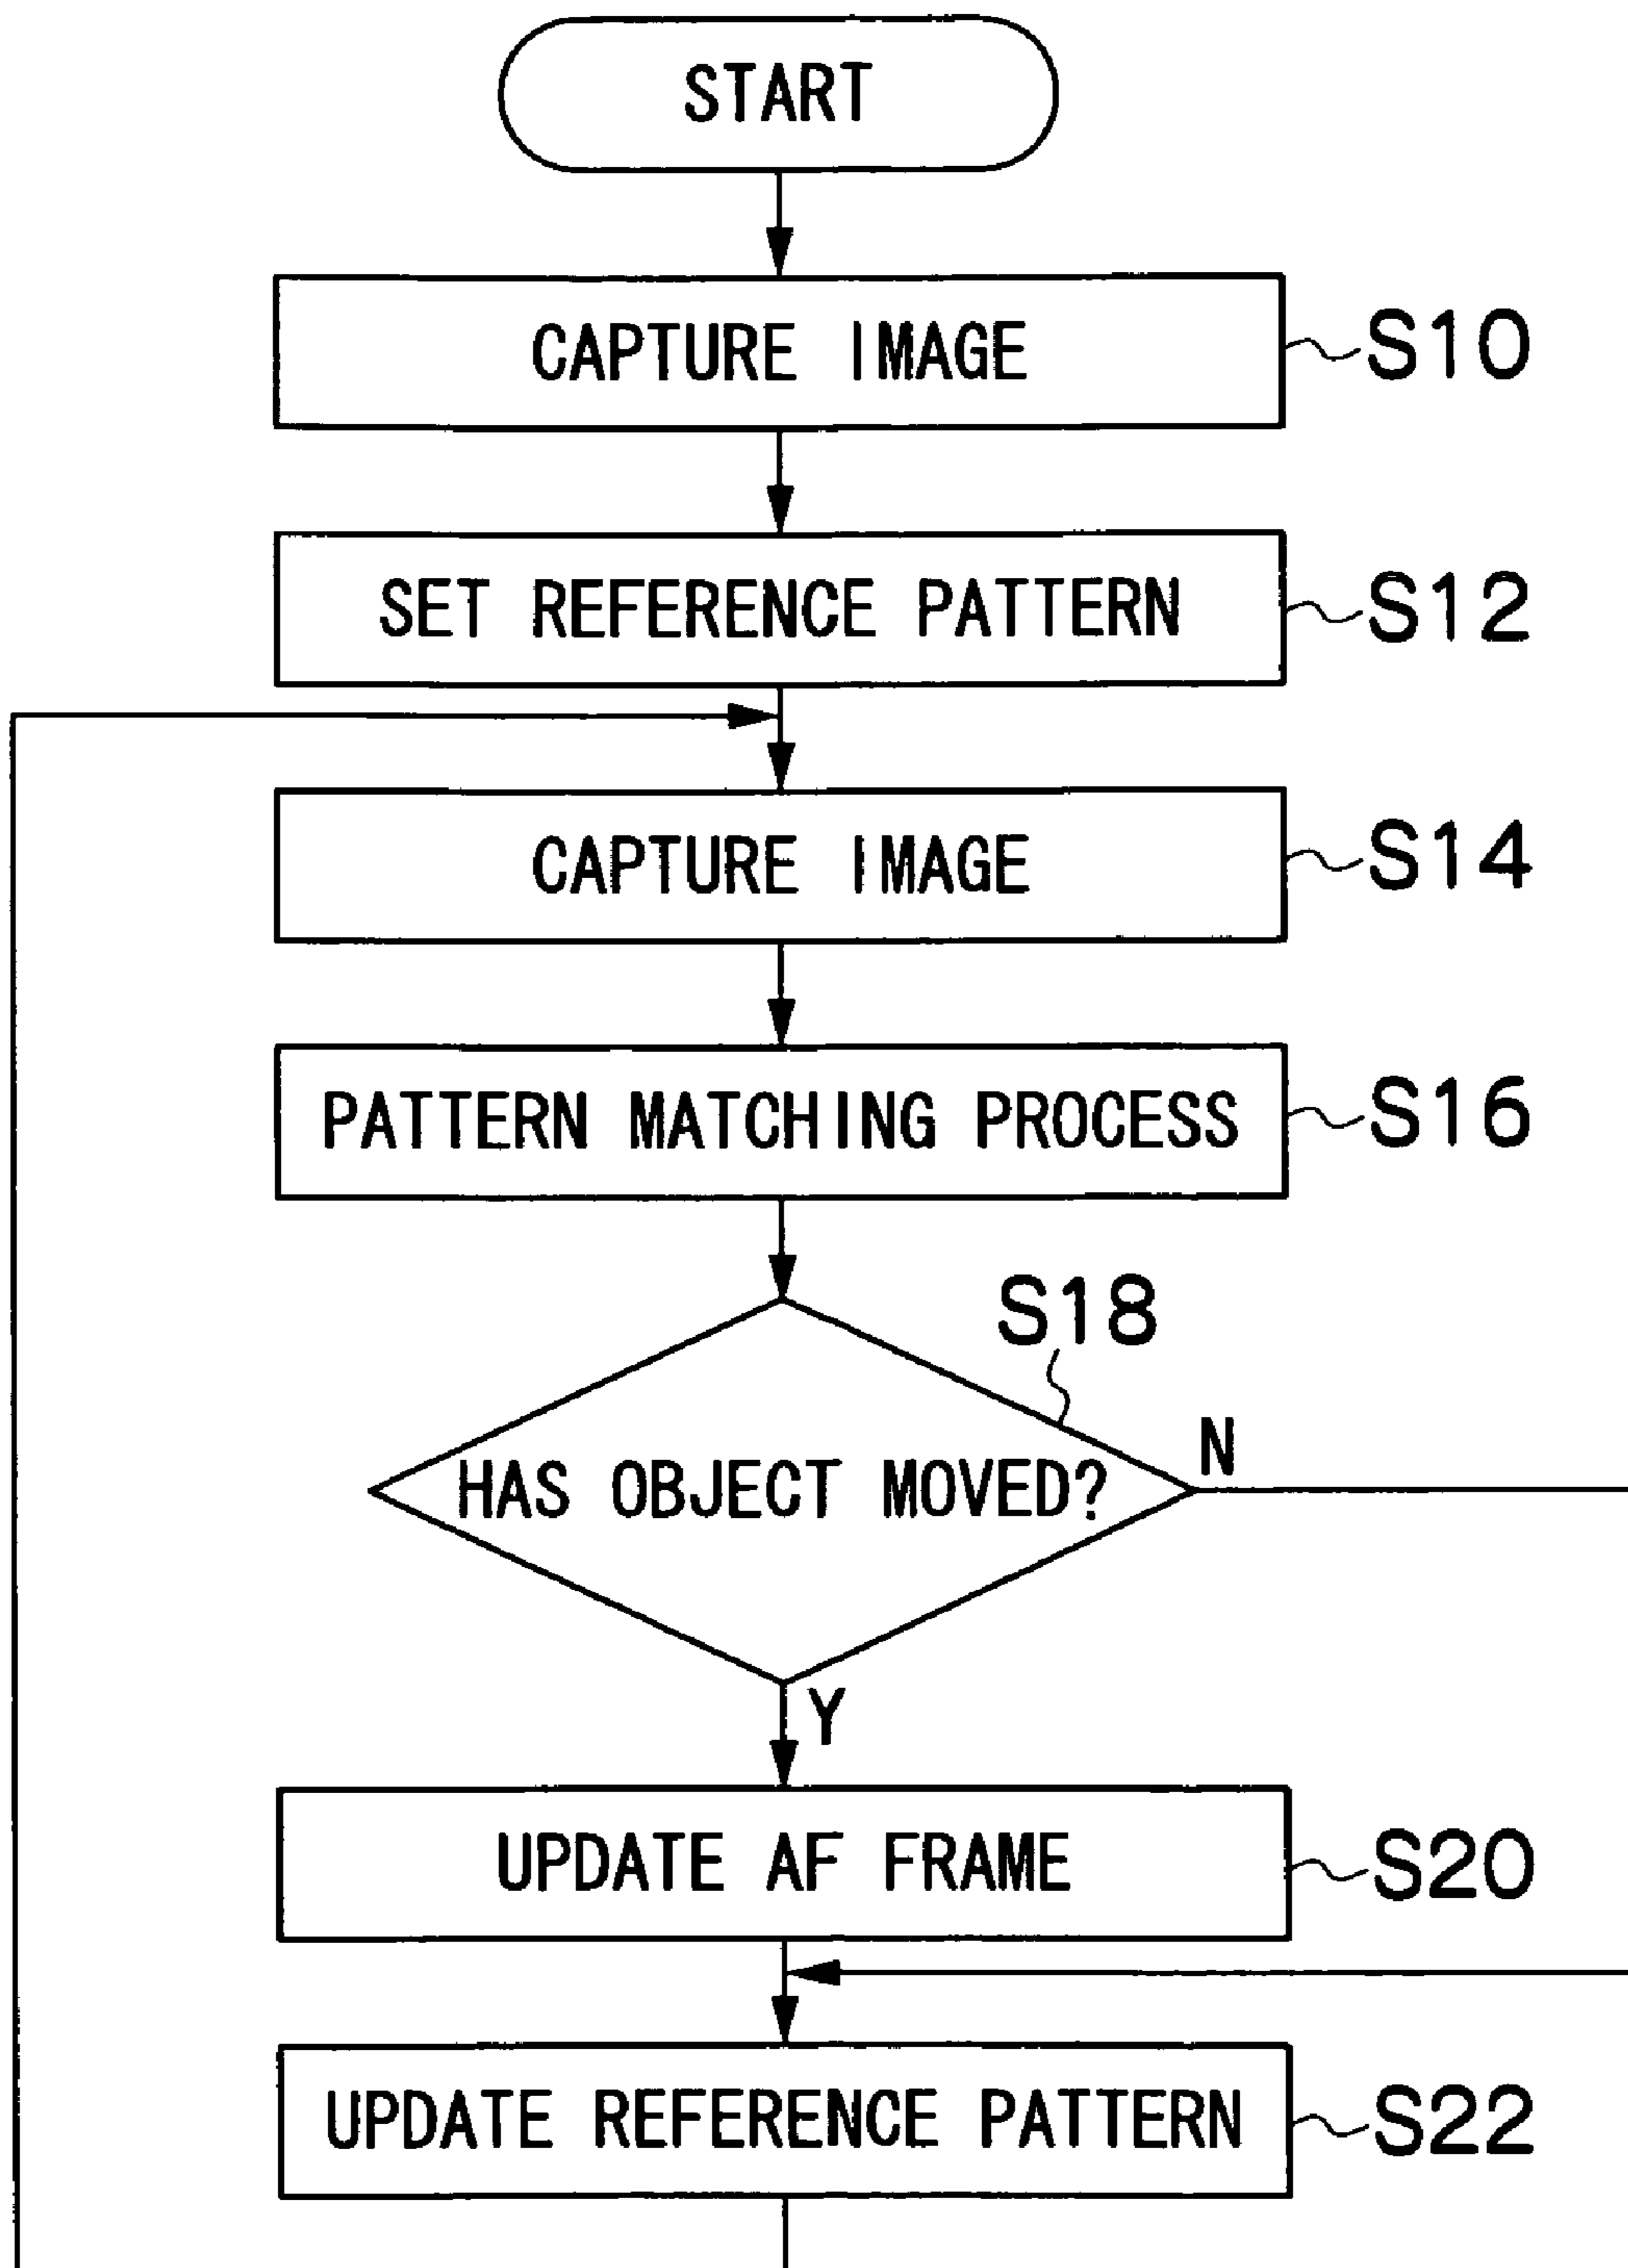 START
CAPTURE IMAGE
S10
SET REFERENCE PATTERN
S12
CAPTURE IMAGE
S14
PATTERN MATCHING PROCESS
S16
S18
HAS OBJECT MOVED?
N
Y
UPDATE AF FRAME
S20
UPDATE REFERENCE PATTERN
S22